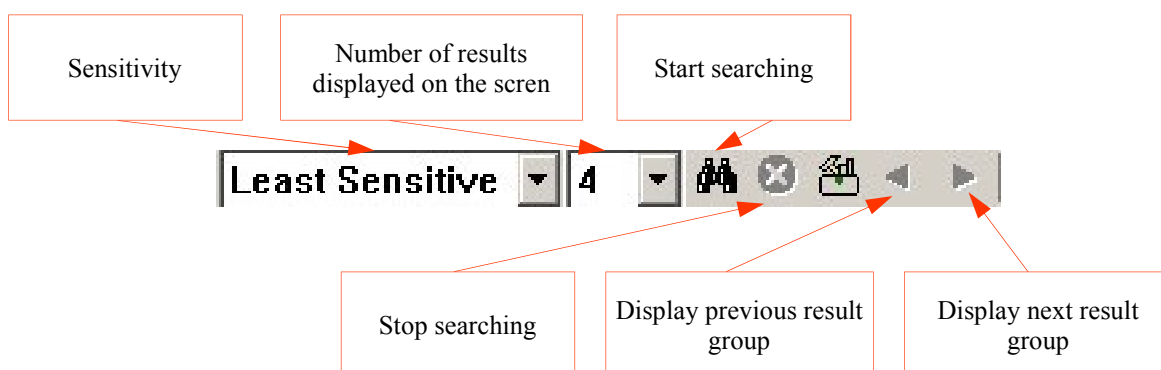 Sensitivity
Number of results
displayed on the scren
Start searching
Least Sensitive
4
Stop searching
Display previous result
group
Display next result
group